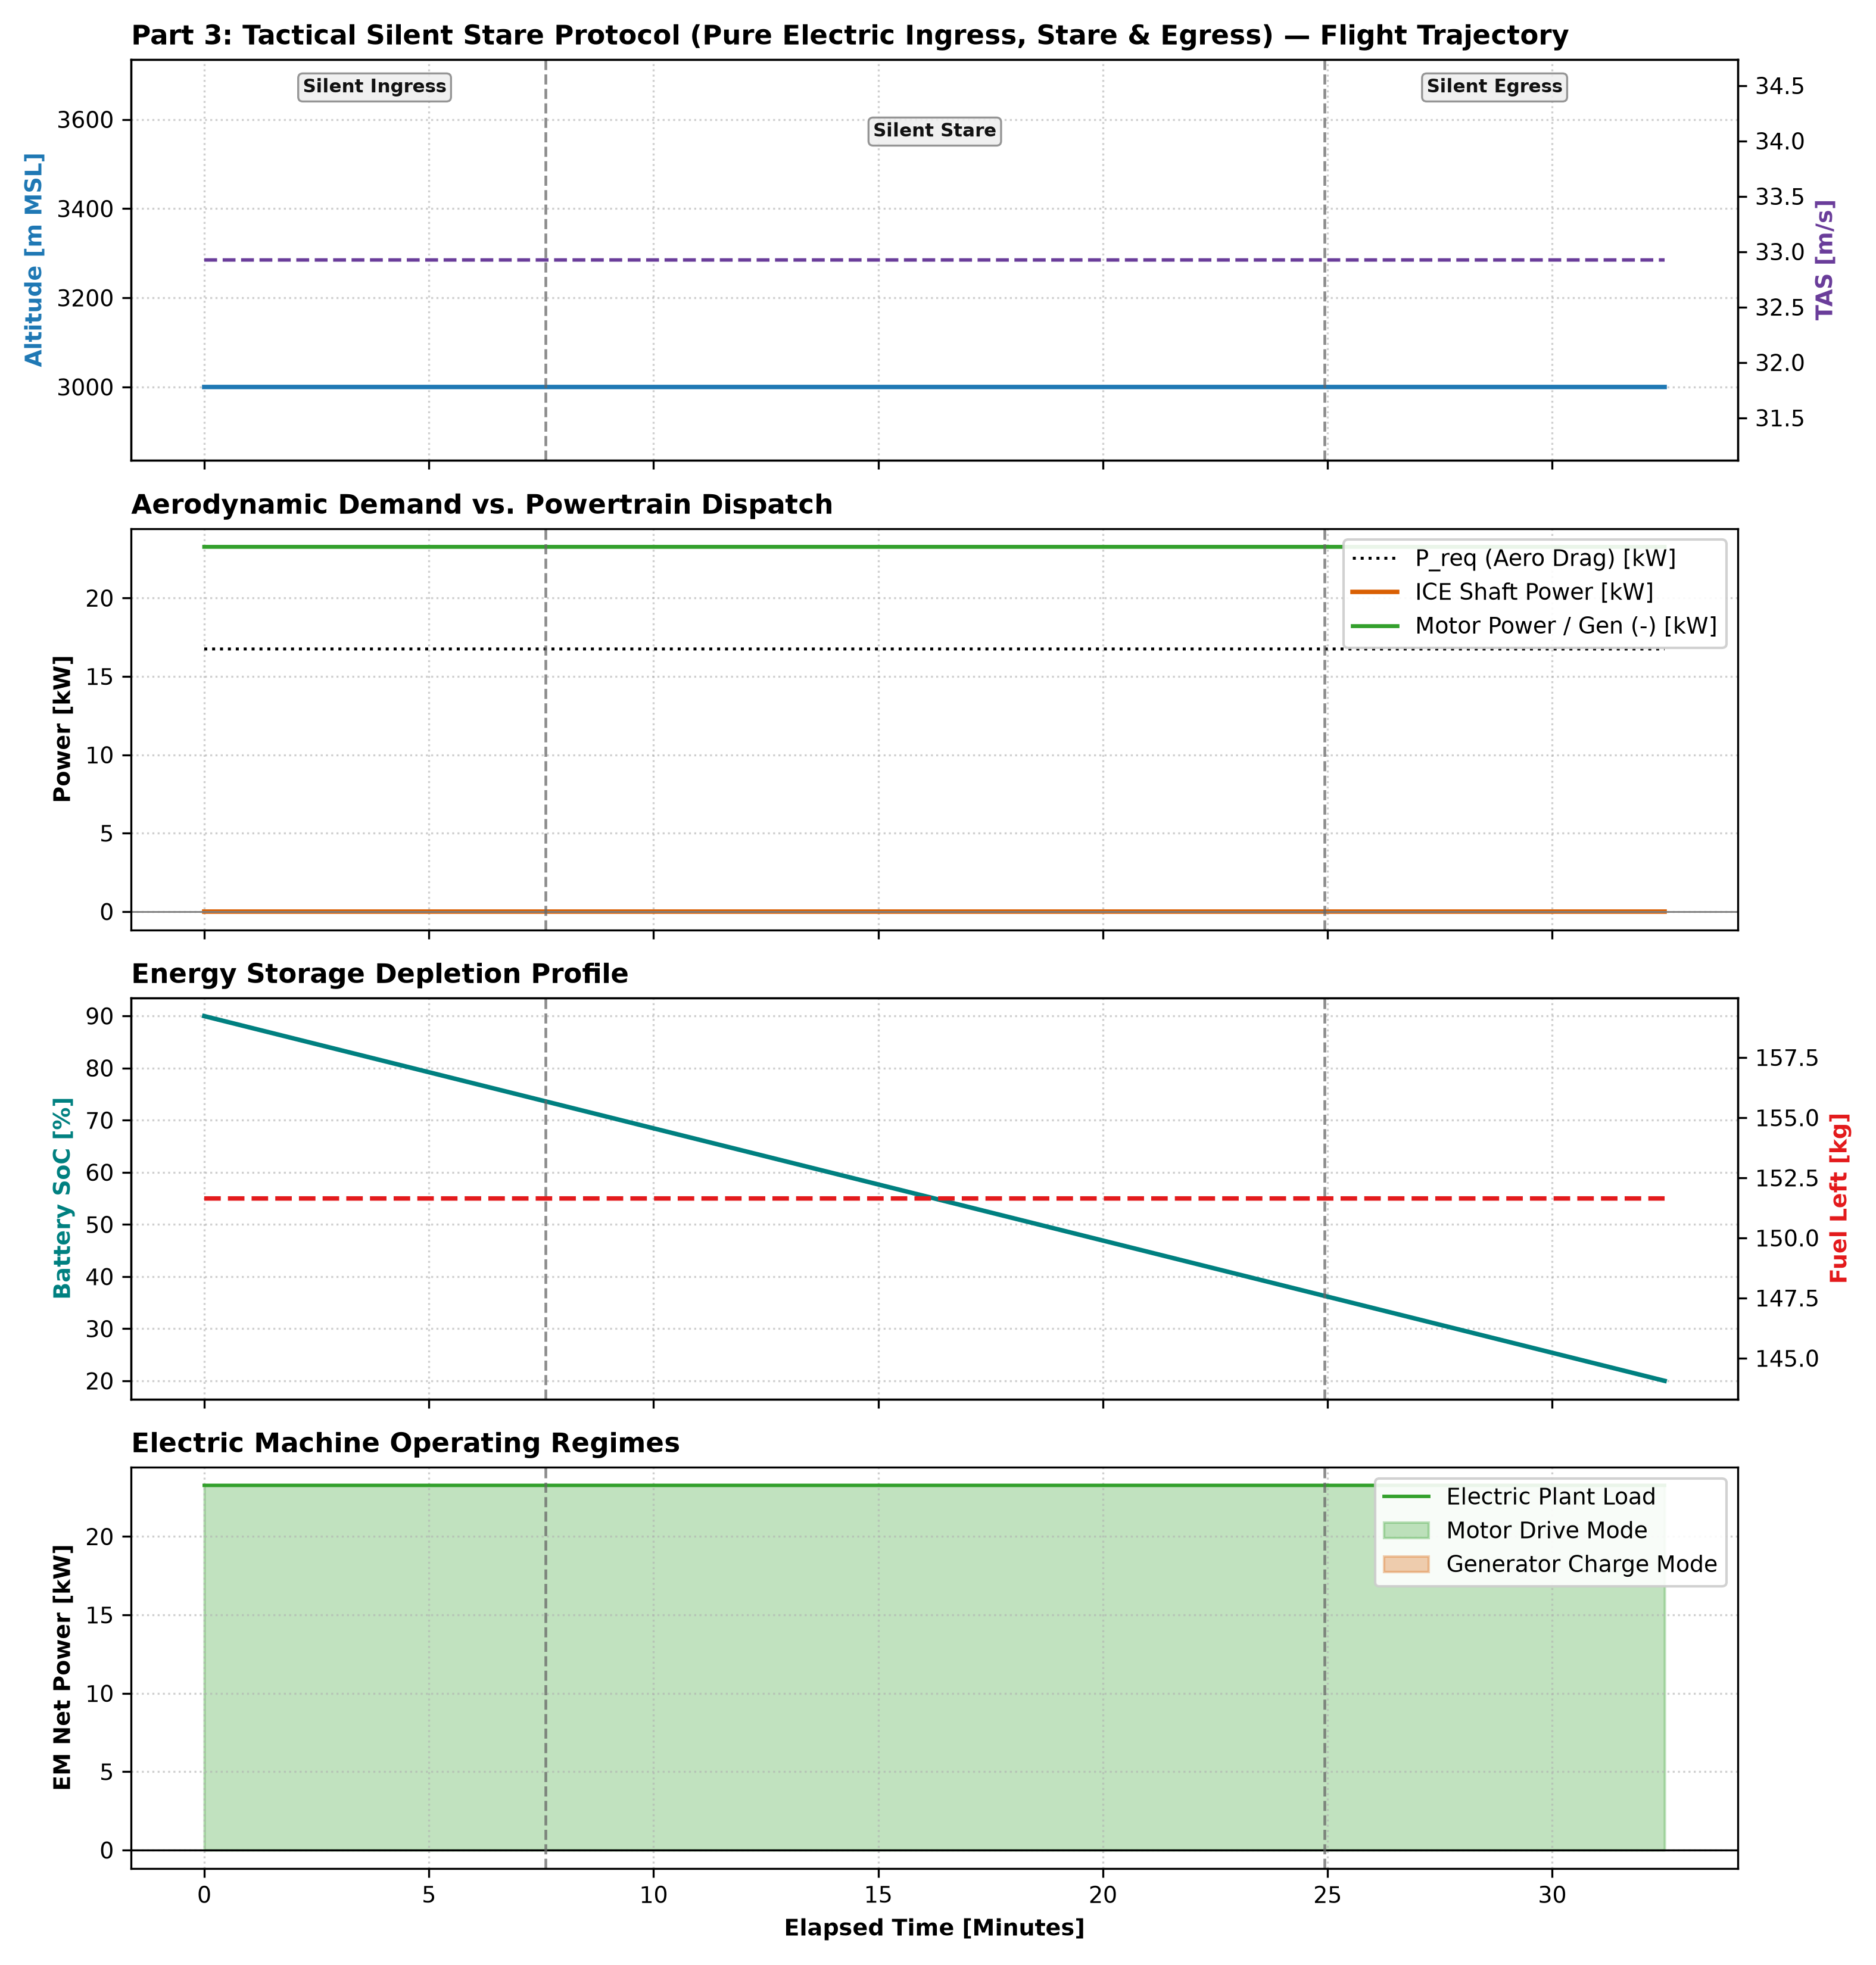 Part 3: Tactical Silent Stare Protocol (Pure Electric Ingress, Stare & Egress) — Flight Trajectory
Silent Ingress
Silent Stare
Silent Egress
Altitude [m MSL]
3600
3400
3200
3000
TAS [m/s]
34.5
34.0
33.5
33.0
32.5
32.0
31.5
Aerodynamic Demand vs. Powertrain Dispatch
Power [kW]
20
15
10
5
0
P_req (Aero Drag) [kW]
ICE Shaft Power [kW]
Motor Power / Gen (-) [kW]
Energy Storage Depletion Profile
Battery SoC [%]
90
80
70
60
50
40
30
20
Fuel Left [kg]
157.5
155.0
152.5
150.0
147.5
145.0
Electric Machine Operating Regimes
EM Net Power [kW]
20
15
10
5
0
Electric Plant Load
Motor Drive Mode
Generator Charge Mode
0 5 10 15 20 25 30
Elapsed Time [Minutes]